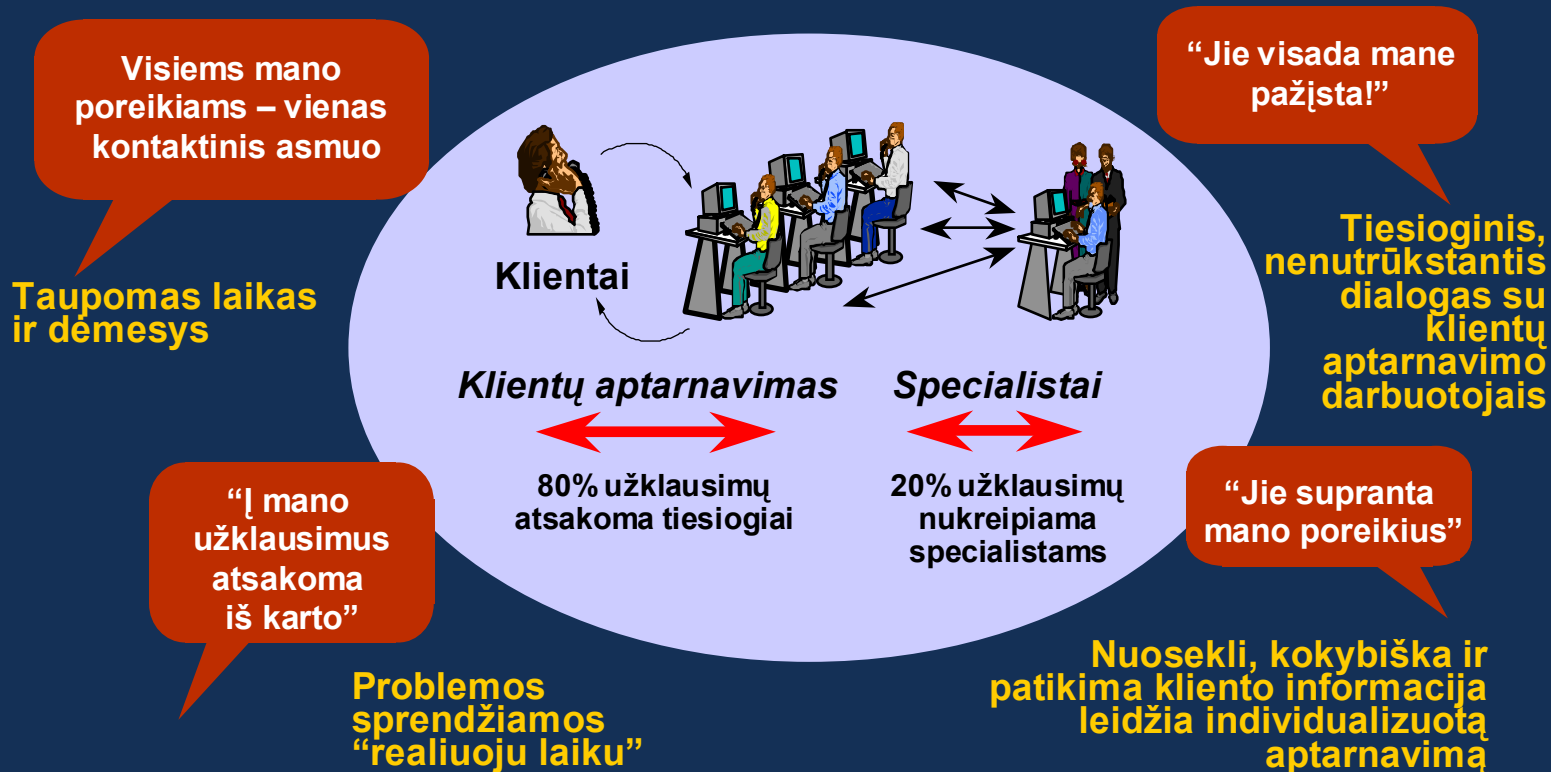 Visiems mano
poreikiams – vienas
kontaktinis asmuo
Taupomas laikas
ir dėmesys
“Jie visada mane
pažįsta!”
Tiesioginis,
nenutrūkstantis
dialogas su
klientų
aptarnavimo
darbuotojais
Klientai
Klientų aptarnavimas
Specialistai
80% užklausimų
atsakoma tiesiogiai
20% užklausimų
nukreipiama
specialistams
“Į mano
užklausimus
atsakoma
iš karto”
Problemos
sprendžiamos
“realiuoju laiku”
“Jie supranta
mano poreikius”
Nuosekli, kokybiška ir
patikima kliento informacija
leidžia individualizuotą
aptarnavimą